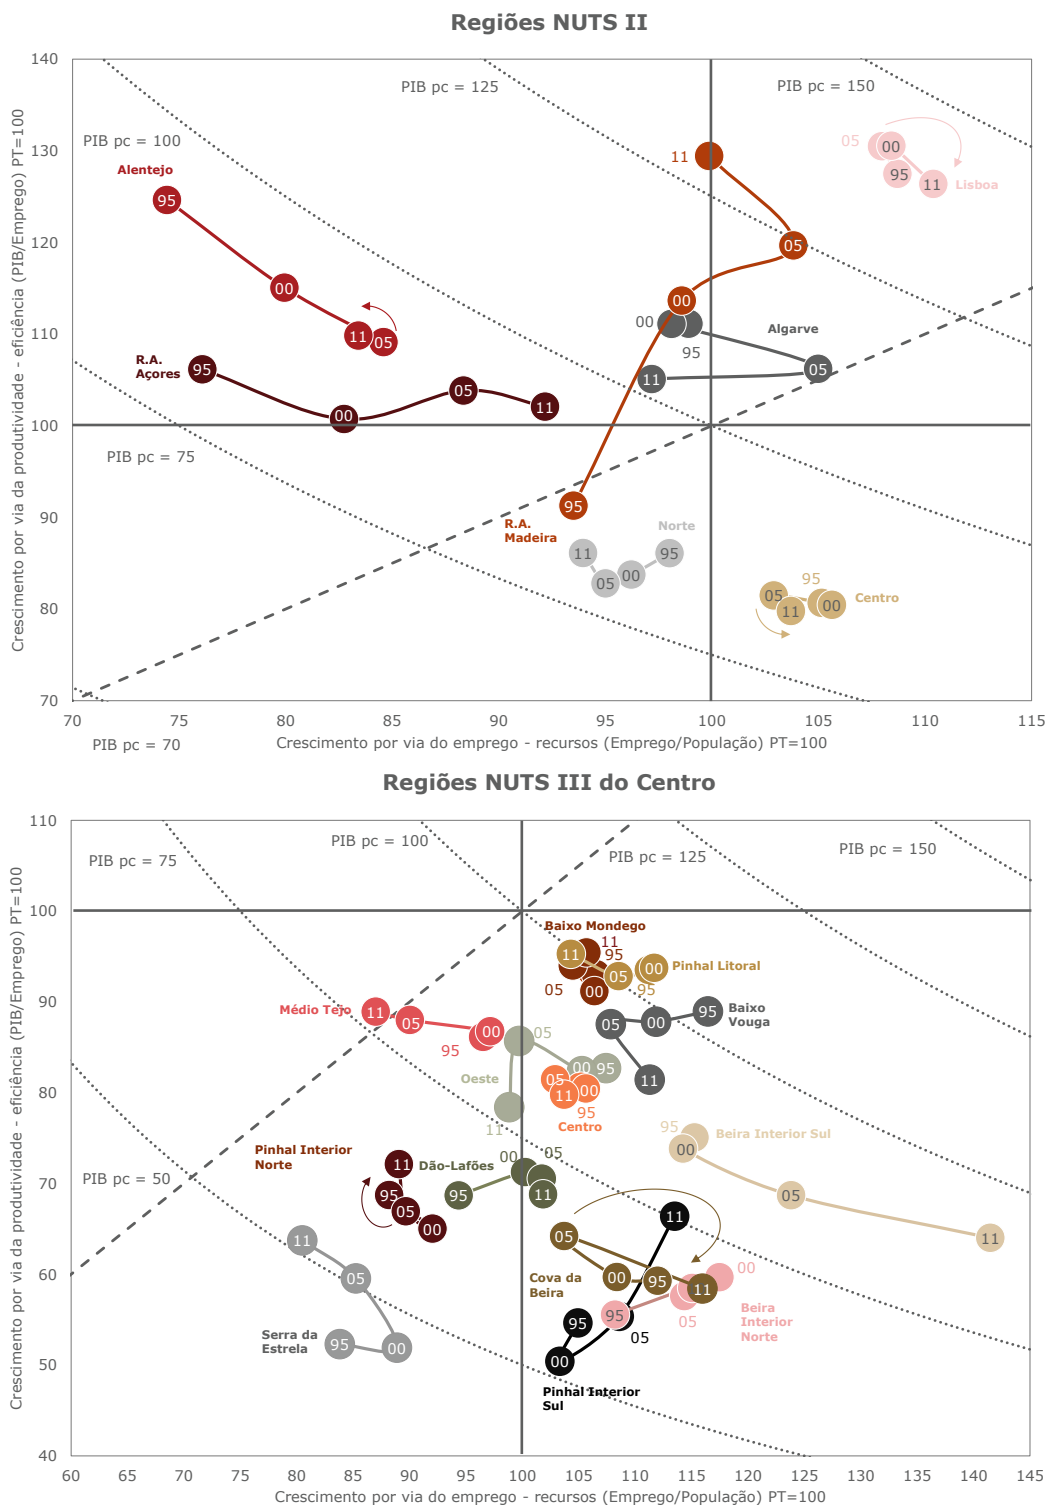 Regiões NUTS II
Crescimento por via da produtividade - eficiência (PIB/Emprego) PT=100
140
130
120
110
100
90
80
70
PIB pc = 125
PIB pc = 150
PIB pc = 100
PIB pc = 75
PIB pc = 70
Alentejo
95
00
11
05
R.A.
Açores
95
00
05
11
11
05
00
95
R.A.
Madeira
00
95
Algarve
05
11
05
00
95
11
Lisboa
Norte
11
05
00
95
95
05
11
00
Centro
70
75
80
85
90
95
100
105
110
115
Crescimento por via do emprego - recursos (Emprego/População) PT=100
Regiões NUTS III do Centro
Crescimento por via da produtividade - eficiência (PIB/Emprego) PT=100
110
100
90
80
70
60
50
40
PIB pc = 75
PIB pc = 100
PIB pc = 125
PIB pc = 150
PIB pc = 50
Baixo Mondego
11
95
05
00
11
05
95
00
Pinhal Litoral
Baixo
Vouga
05
00
95
11
Médio Tejo
11
05
00
95
Oeste
05
00
95
11
05
00
11
95
Centro
95
00
Beira Interior Sul
05
11
Pinhal Interior
Norte
11
95
05
00
Dão-Lafões
95
00
05
11
11
05
Serra da
Estrela
95
00
05
Cova da
Beira
00
95
11
11
95
05
00
Pinhal Interior
Sul
95
05
00
Beira
Interior
Norte
60
65
70
75
80
85
90
95
100
105
110
115
120
125
130
135
140
145
Crescimento por via do emprego - recursos (Emprego/População) PT=100